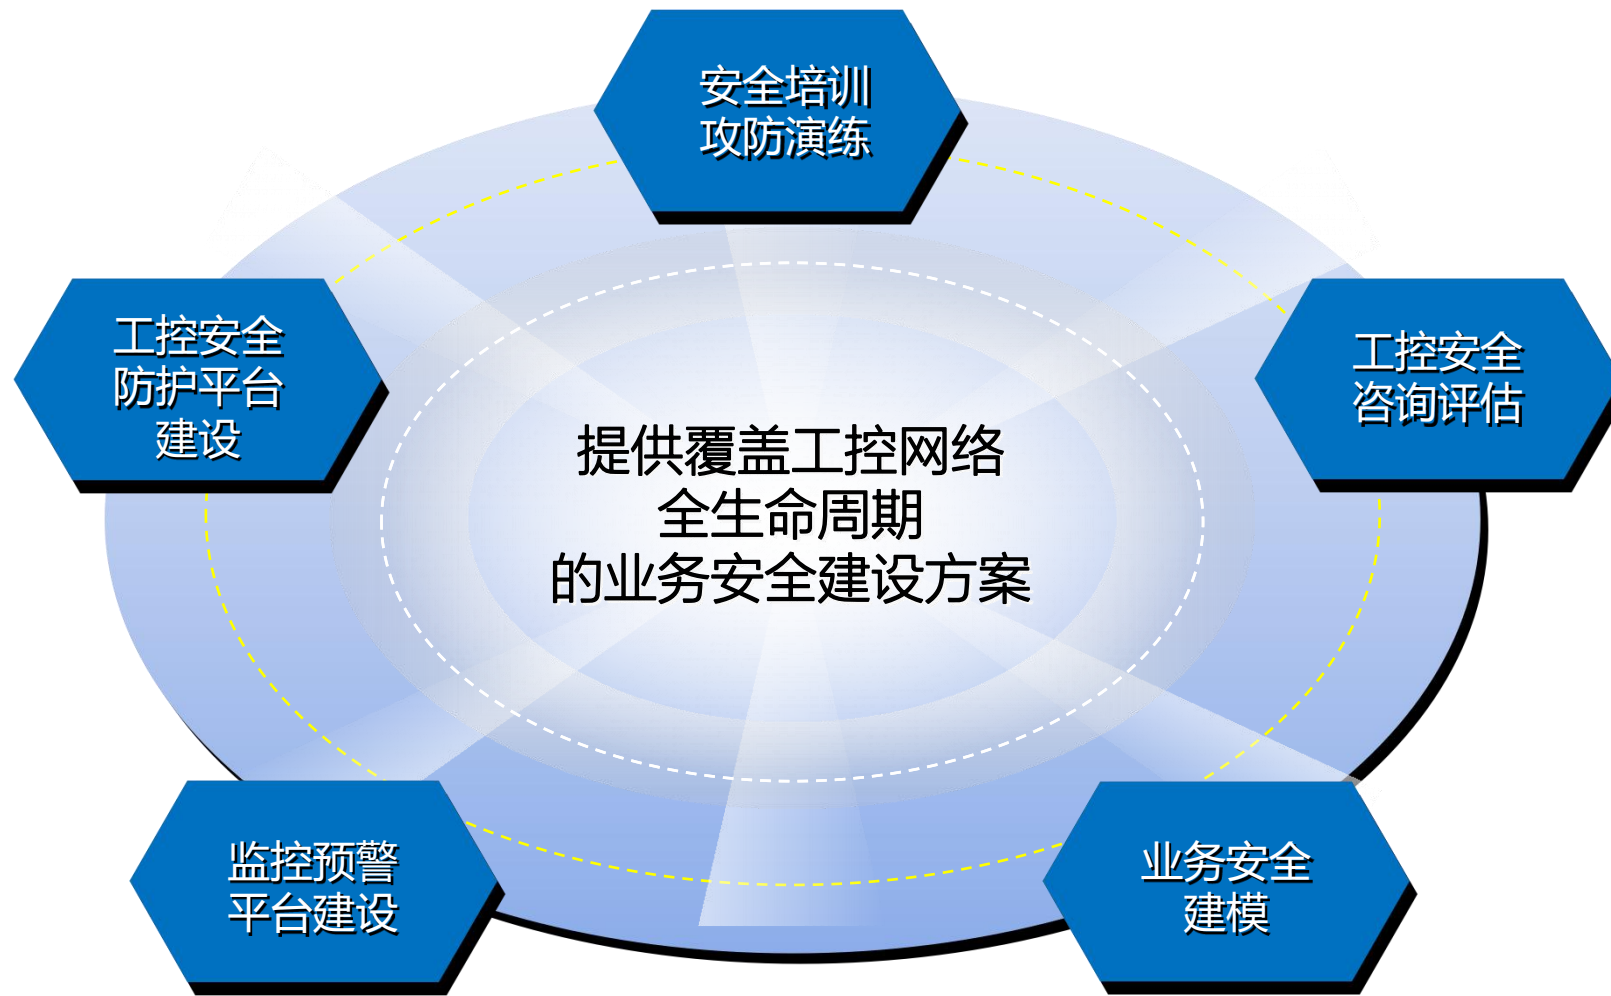 安全培训
攻防演练
工控安全
防护平台
建设
工控安全
咨询评估
提供覆盖工控网络
全生命周期
的业务安全建设方案
监控预警
平台建设
业务安全
建模